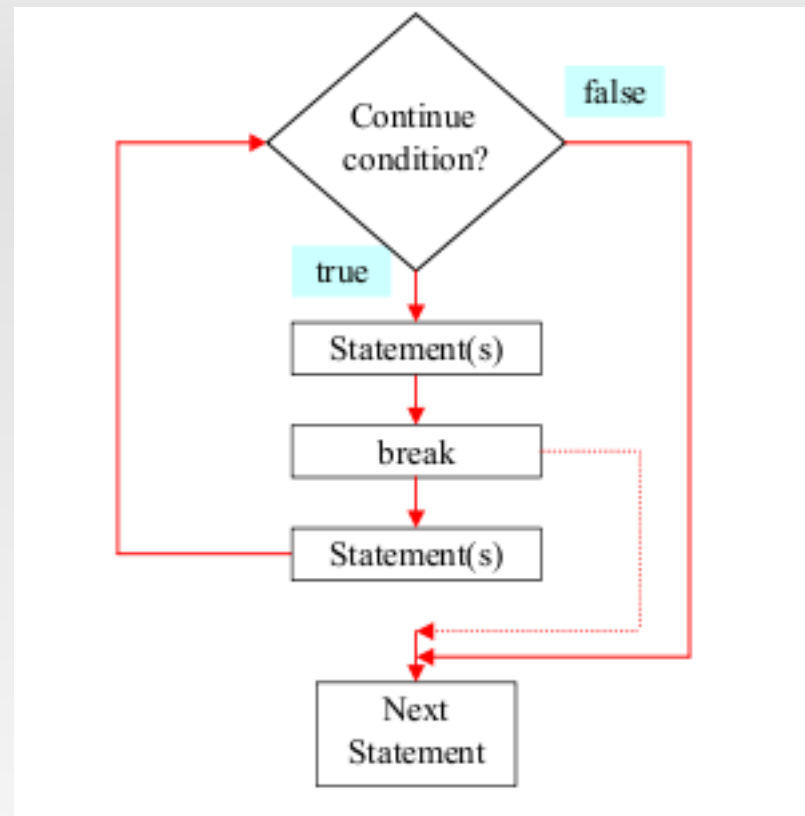 Continue
condition?
false
true
Statement(s)
break
Statement(s)
Next
Statement